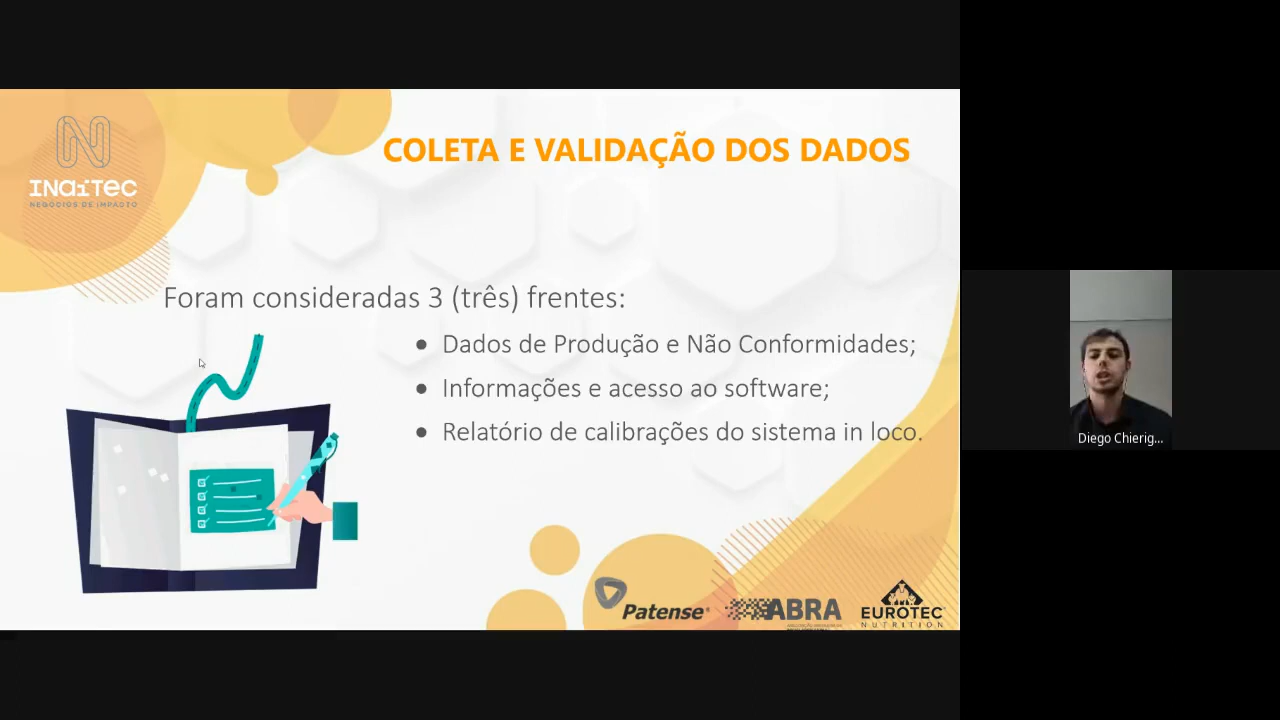 INaiTEC
NEGÓCIOS DE IMPACTO
COLETA E VALIDAÇÃO DOS DADOS
Foram consideradas 3 (três) frentes:
• Dados de Produção e Não Conformidades;
• Informações e acesso ao software;
• Relatório de calibrações do sistema in loco.
Patense
ABRA
EUROTEC
NUTRITION
Diego Chierig...